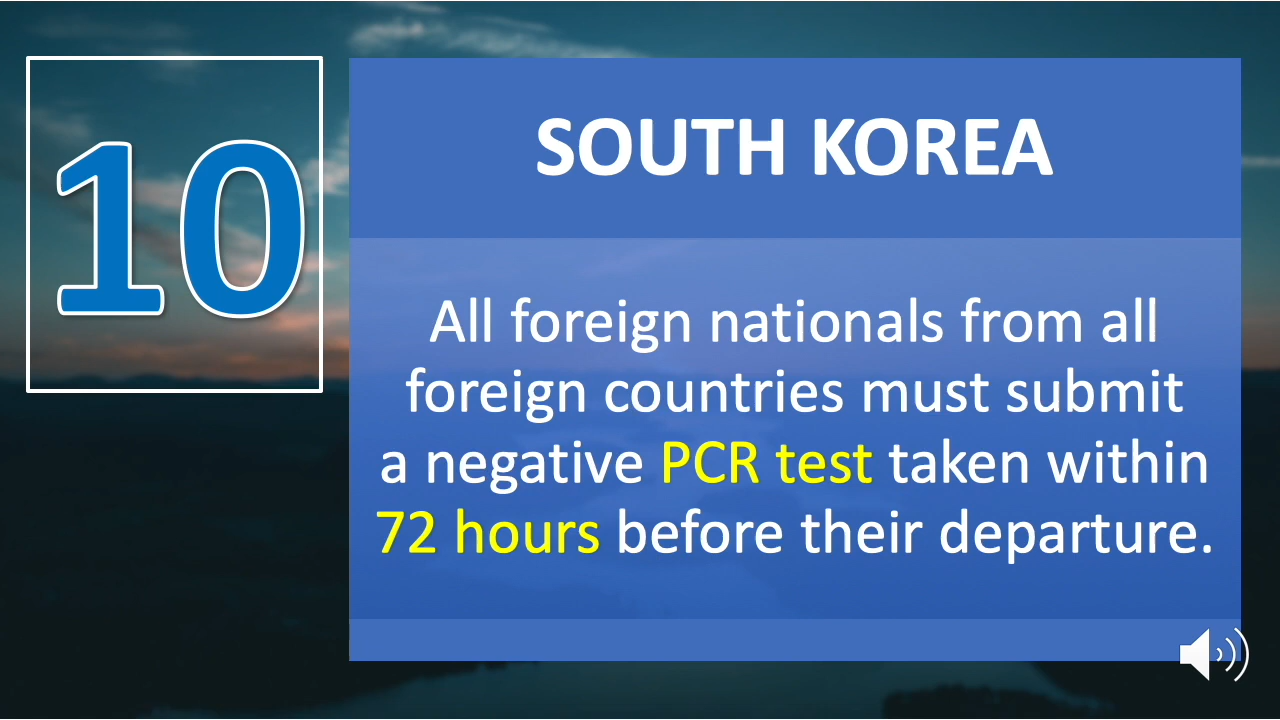 10
SOUTH KOREA
All foreign nationals from all
foreign countries must submit
a negative PCR test taken within
72 hours before their departure.